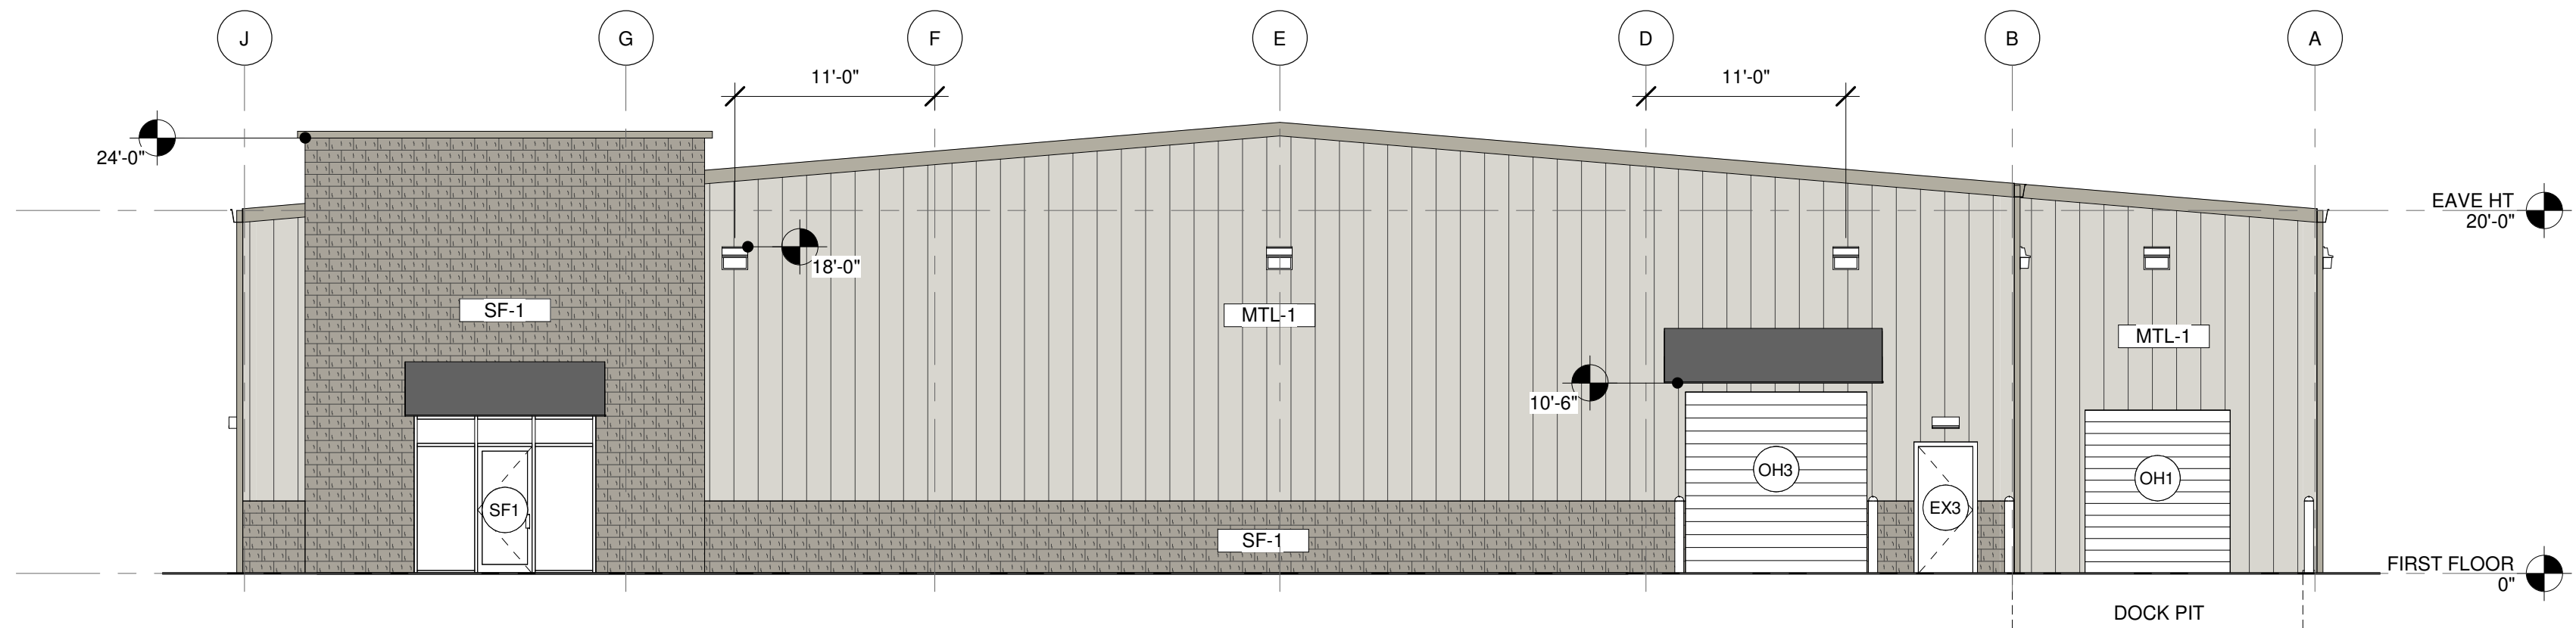 J
G
F
E
D
B
A
11'-0"
11'-0"
24'-0"
EAVE HT
20'-0"
18'-0"
SF-1
MTL-1
MTL-1
10'-6"
OH3
OH1
SF1
EX3
SF-1
FIRST FLOOR
0"
DOCK PIT